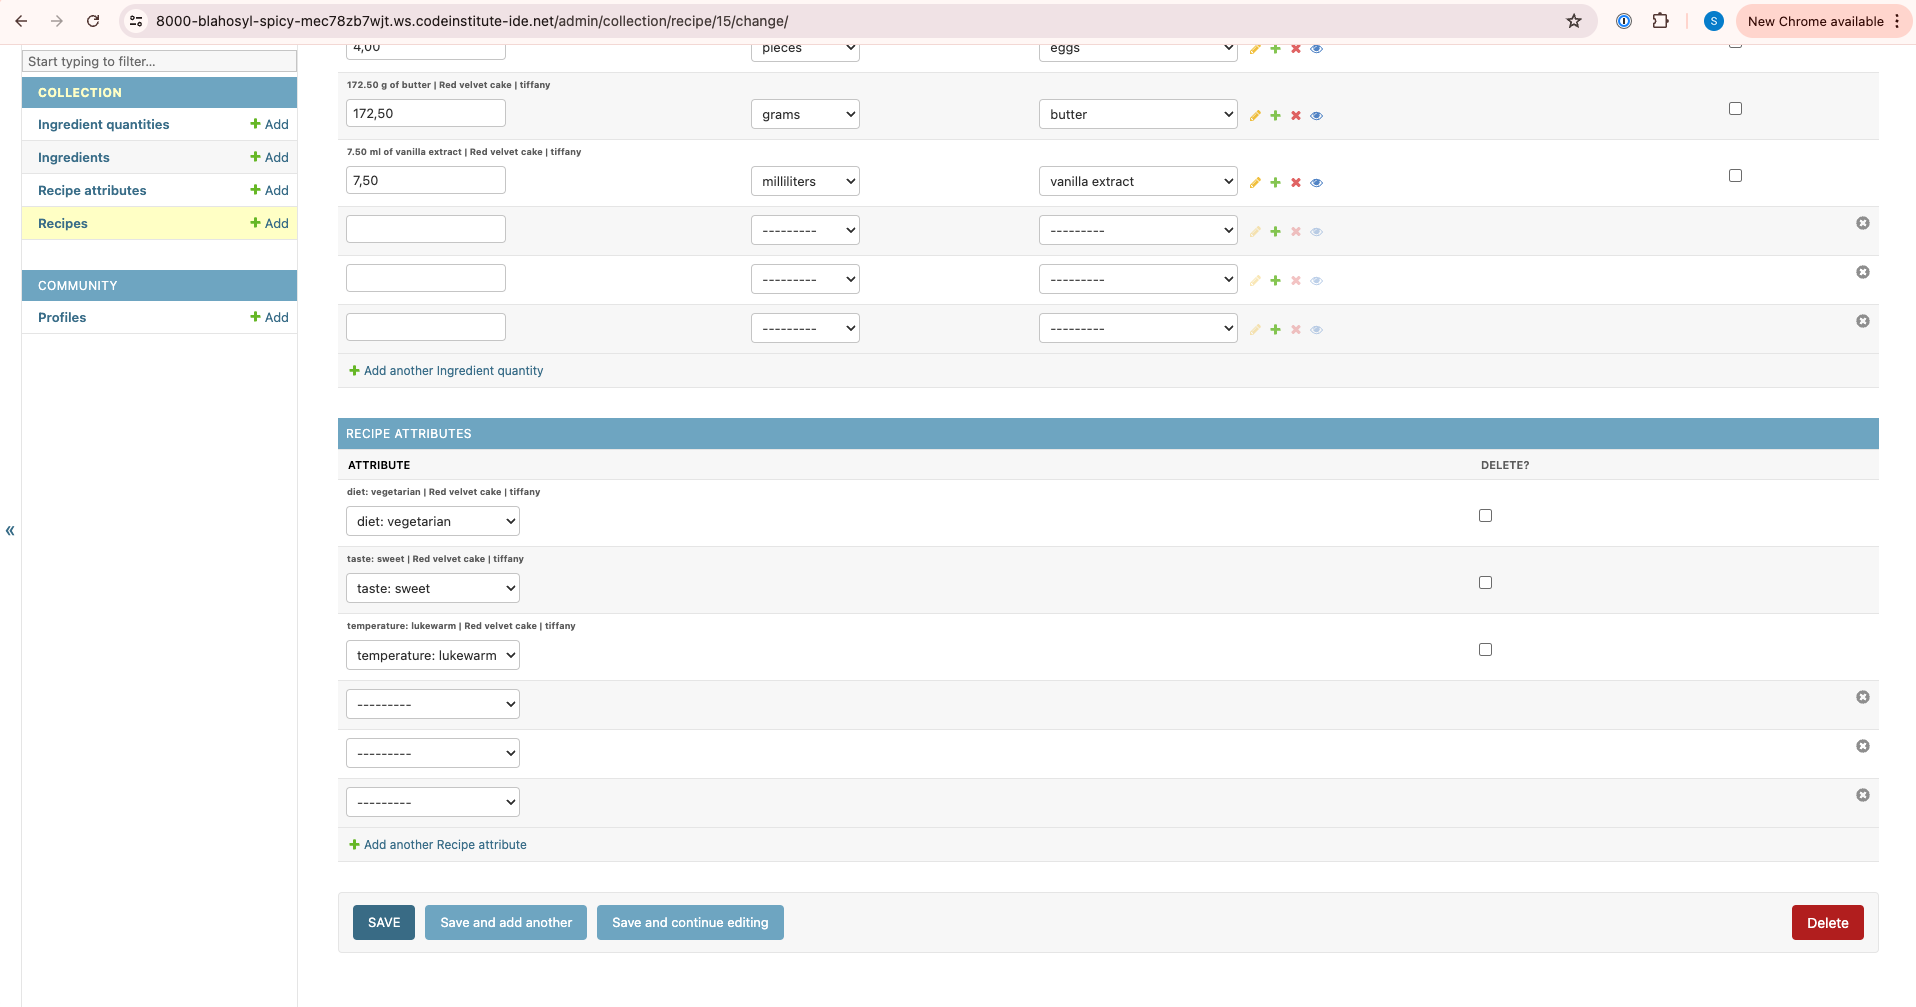 8000-blahosyl-spicy-mec78zb7wjt.ws.codeinstitute-ide.net/admin/collection/recipe/15/change/
S
New Chrome available
Start typing to filter...
COLLECTION
Ingredient quantities
Add
Ingredients
Add
Recipe attributes
Add
Recipes
Add
COMMUNITY
Profiles
Add
«
4,00 pieces eggs
172.50 g of butter | Red velvet cake | tiffany
172,50 grams butter
7.50 ml of vanilla extract | Red velvet cake | tiffany
7,50 milliliters vanilla extract
--------- ---------
--------- ---------
--------- ---------
Add another Ingredient quantity
RECIPE ATTRIBUTES
ATTRIBUTE DELETE?
diet: vegetarian | Red velvet cake | tiffany
diet: vegetarian
taste: sweet | Red velvet cake | tiffany
taste: sweet
temperature: lukewarm | Red velvet cake | tiffany
temperature: lukewarm
---------
---------
---------
Add another Recipe attribute
SAVE Save and add another Save and continue editing Delete